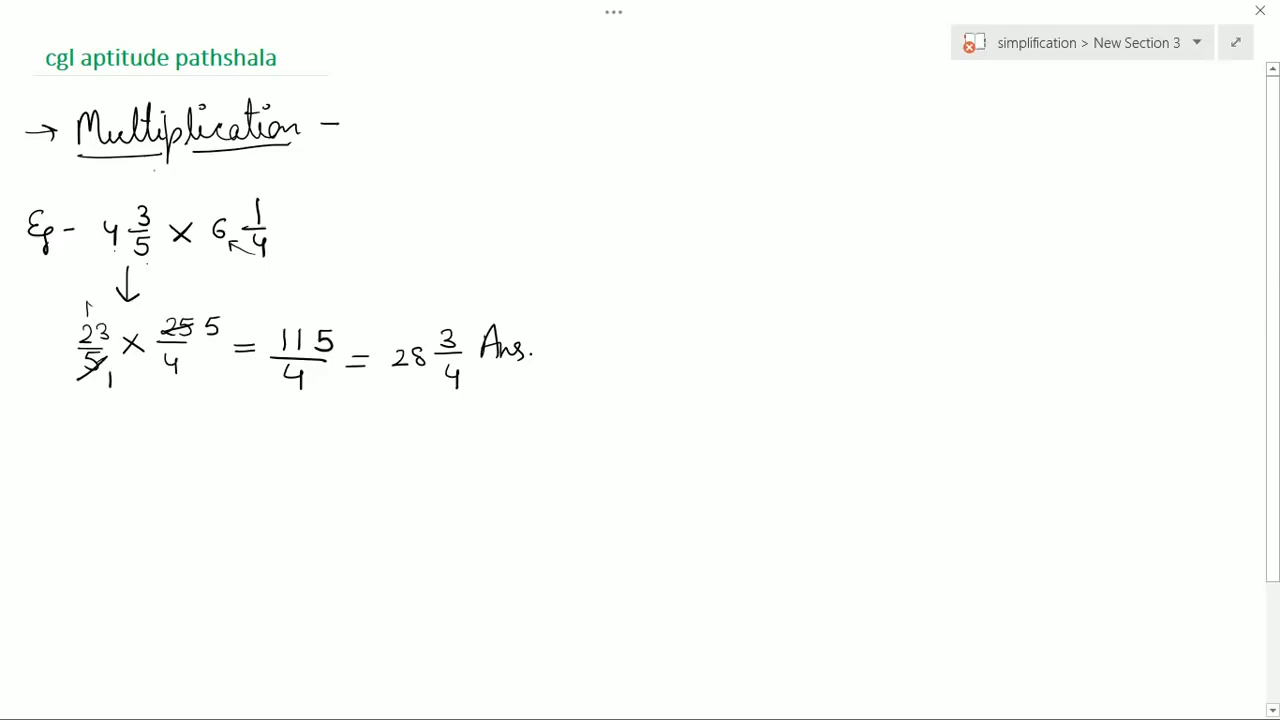 simplification > New Section 3
cgl aptitude pathshala
→ Multiplication -
Eg - 4 3/5 × 6 1/4
↓
23/5 1 × 25/4 5 = 115/4 = 28 3/4 Ans.